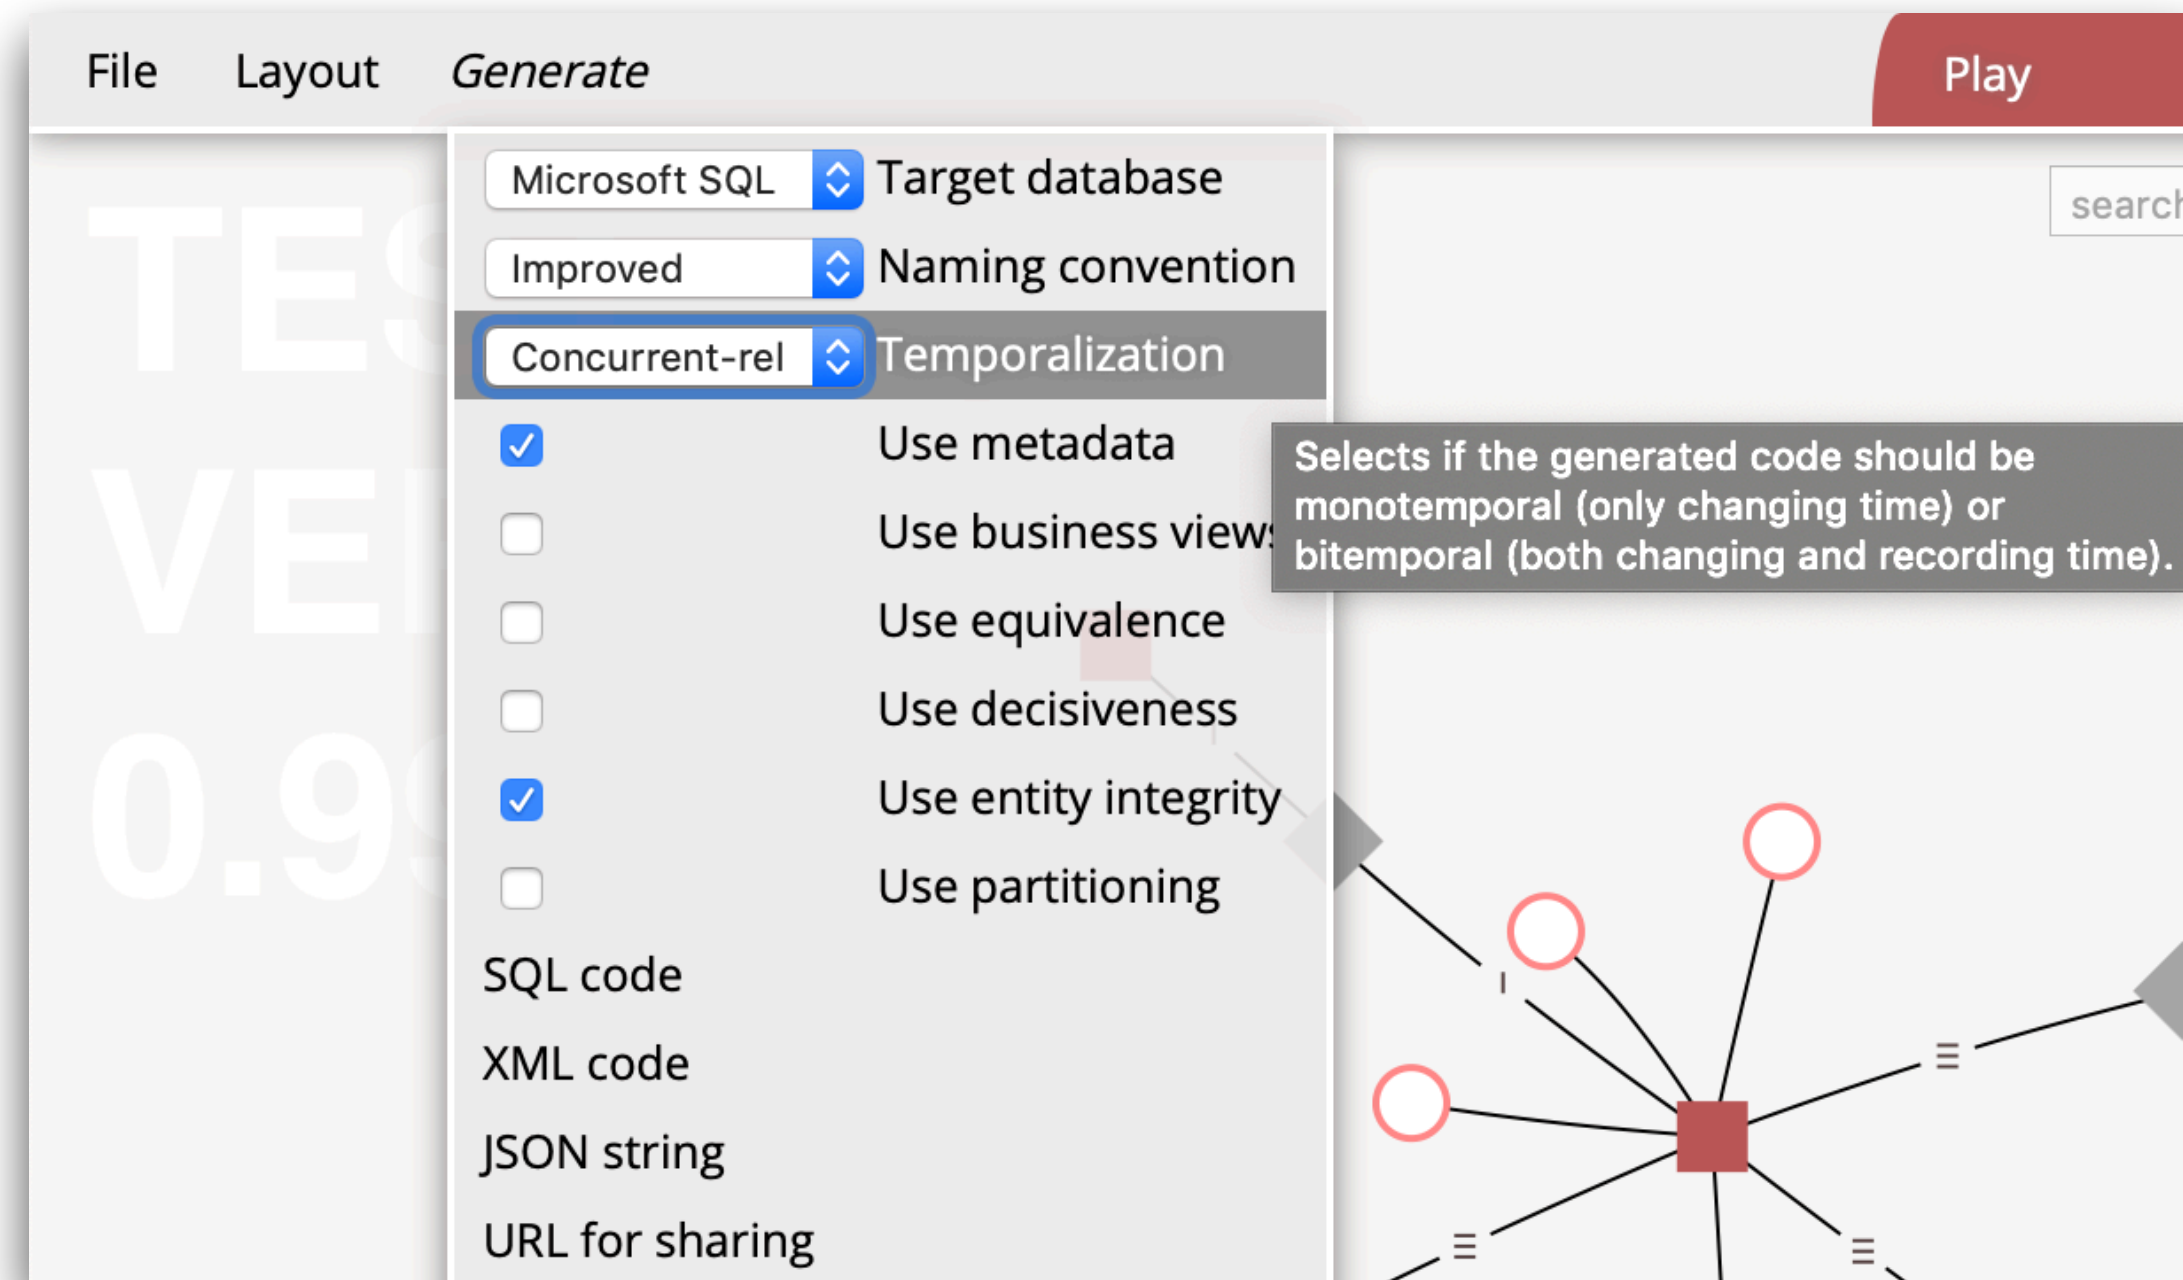 File Layout Generate Play
Microsoft SQL Target database
search
Improved Naming convention
Concurrent-rel Temporalization
Use metadata
Selects if the generated code should be
monotemporal (only changing time) or
bitemporal (both changing and recording time).
Use business views
Use equivalence
Use decisiveness
Use entity integrity
Use partitioning
SQL code
XML code
JSON string
URL for sharing